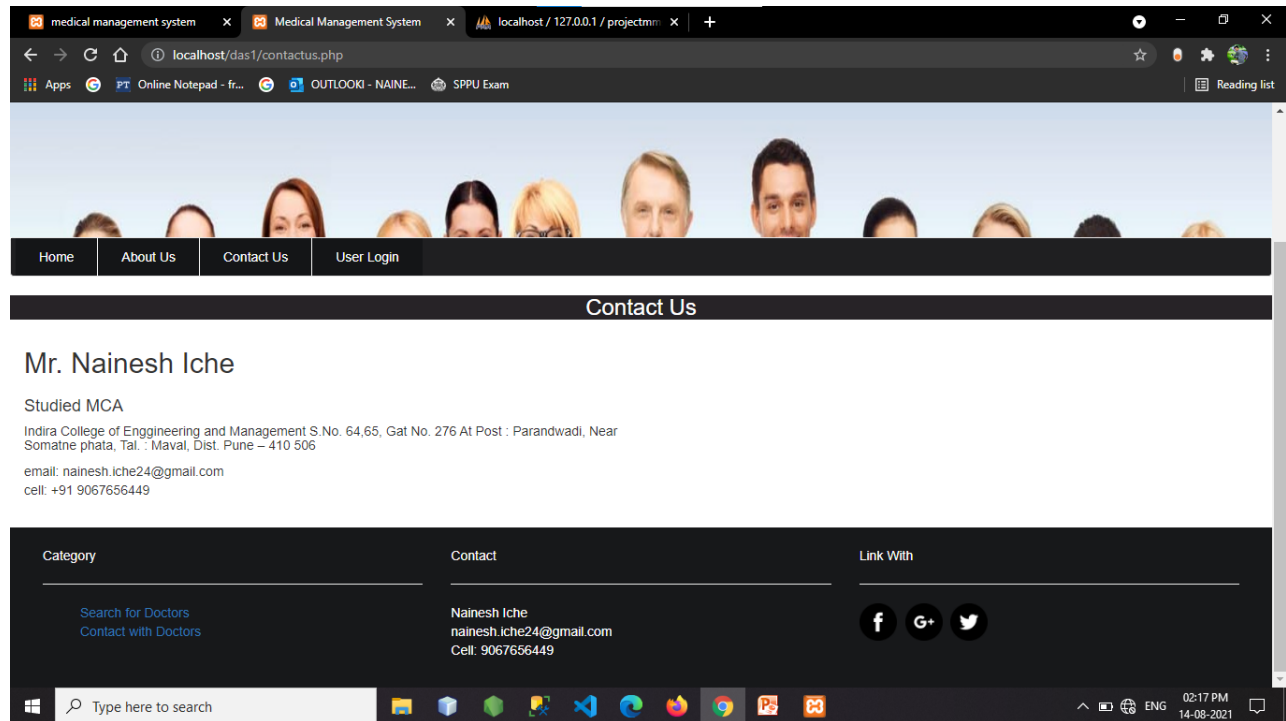 medical management system
Medical Management System
localhost / 127.0.0.1 / projectmm
localhost/das1/contactus.php
Apps
PT Online Notepad - fr...
OUTLOOKI - NAINE...
SPPU Exam
Reading list
Home
About Us
Contact Us
User Login
Contact Us
Mr. Nainesh Iche
Studied MCA
Indira College of Enggineering and Management S.No. 64,65, Gat No. 276 At Post : Parandwadi, Near
Somatne phata, Tal. : Maval, Dist. Pune – 410 506
email: nainesh.iche24@gmail.com
cell: +91 9067656449
Category
Search for Doctors
Contact with Doctors
Contact
Nainesh Iche
nainesh.iche24@gmail.com
Cell: 9067656449
Link With
f G+
Type here to search
ENG
02:17 PM
14-08-2021